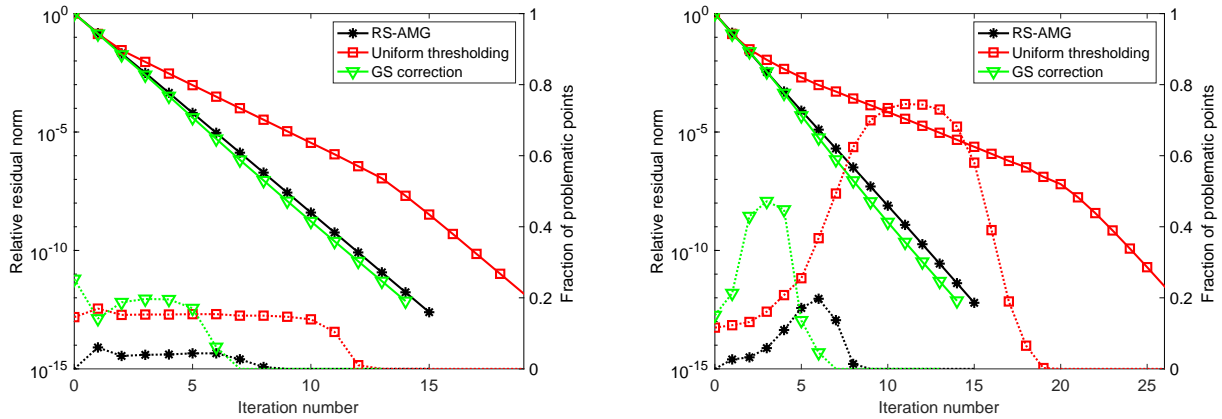 10^0
10^-5
10^-10
10^-15
Relative residual norm
0
5
10
15
Iteration number
1
0.8
0.6
0.4
0.2
0
Fraction of problematic points
RS-AMG
Uniform thresholding
GS correction
10^0
10^-5
10^-10
10^-15
Relative residual norm
0
5
10
15
20
25
Iteration number
1
0.8
0.6
0.4
0.2
0
Fraction of problematic points
RS-AMG
Uniform thresholding
GS correction